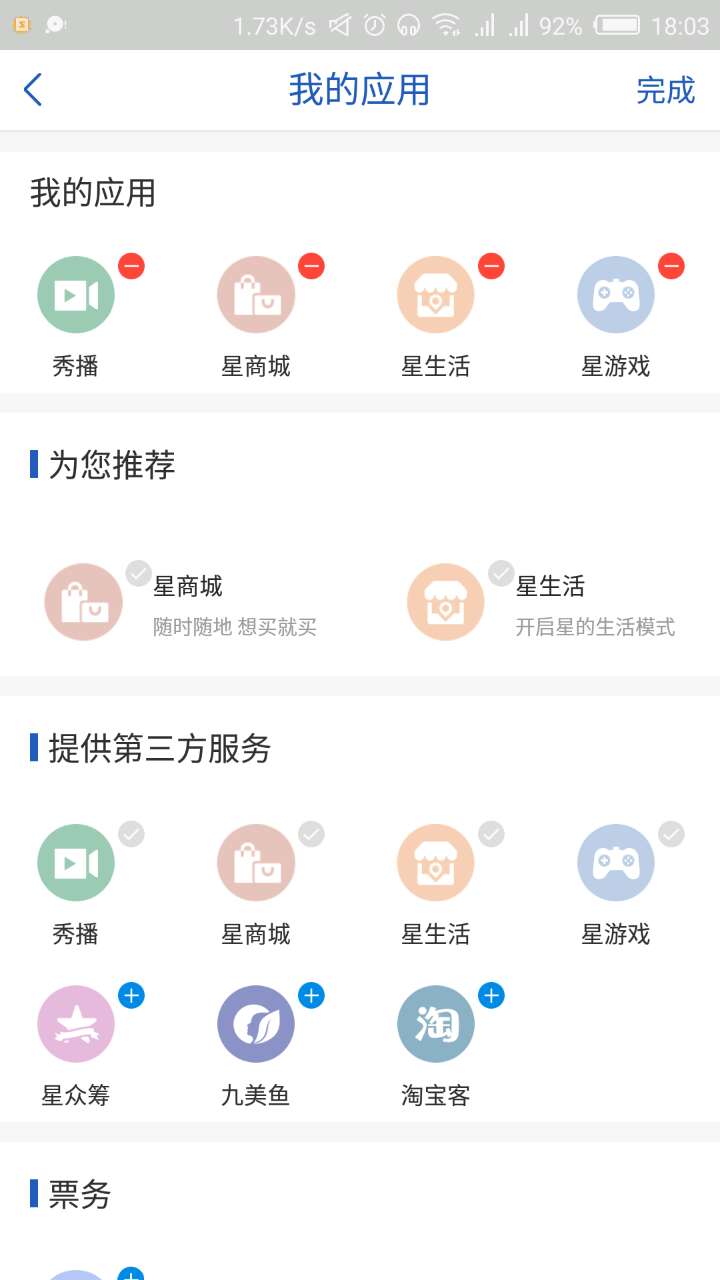 1.73K/s 92% 18:03
我的应用 完成
我的应用
秀播 星商城 星生活 星游戏
为您推荐
星商城 星生活
随时随地 想买就买 开启星的生活模式
提供第三方服务
秀播 星商城 星生活 星游戏
淘
星众筹 九美鱼 淘宝客
票务